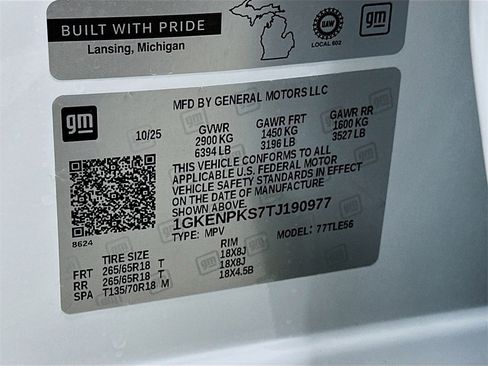 BUILT WITH PRIDE
Lansing, Michigan
UAW
LOCAL 602
gm
gm
MFD BY GENERAL MOTORS LLC
10/25
GVWR GAWR FRT GAWR RR
2900 KG 1450 KG 1600 KG
6394 LB 3196 LB 3527 LB
THIS VEHICLE CONFORMS TO ALL
APPLICABLE U.S. FEDERAL MOTOR
VEHICLE SAFETY STANDARDS IN EFFECT
ON THE DATE OF MANUFACTURE
SHOWN ABOVE.
1GKENPKS7TJ190977
TYPE: MPV MODEL: 77TLE56
8624
TIRE SIZE RIM
FRT 265/65R18 T 18X8J
RR 265/65R18 T 18X8J
SPA T135/70R18 M 18X4.5B